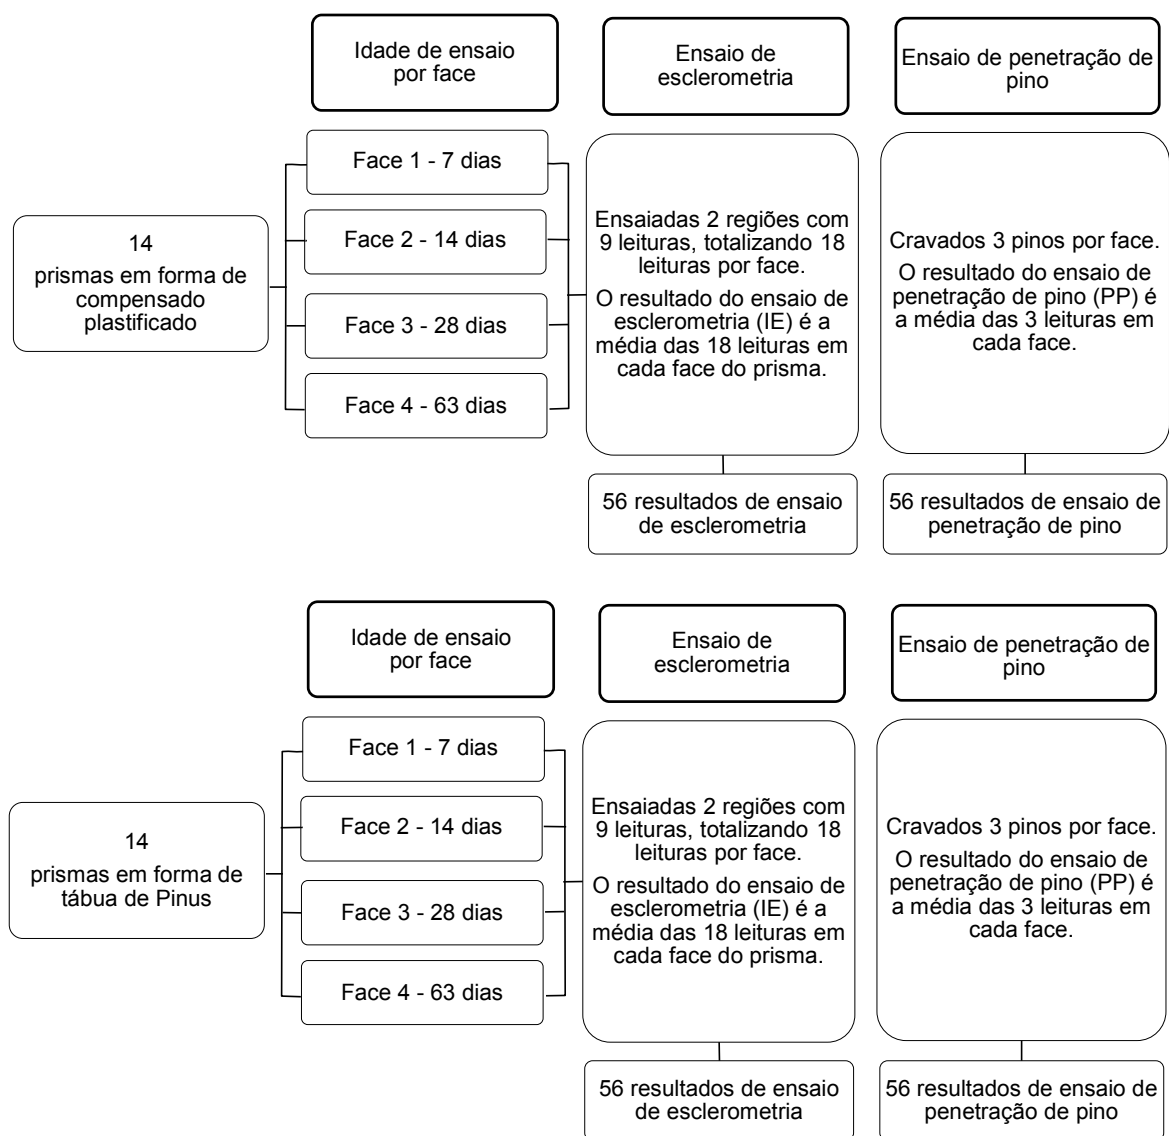 Idade de ensaio
por face
Ensaio de
esclerometria
Ensaio de penetração de
pino
14
prismas em forma de
compensado
plastificado
Face 1 - 7 dias
Face 2 - 14 dias
Face 3 - 28 dias
Face 4 - 63 dias
Ensaiadas 2 regiões com
9 leituras, totalizando 18
leituras por face.
O resultado do ensaio de
esclerometria (IE) é a
média das 18 leituras em
cada face do prisma.
Cravados 3 pinos por face.
O resultado do ensaio de
penetração de pino (PP) é
a média das 3 leituras em
cada face.
56 resultados de ensaio
de esclerometria
56 resultados de ensaio de
penetração de pino
Idade de ensaio
por face
Ensaio de
esclerometria
Ensaio de penetração de
pino
14
prismas em forma de
tábua de Pinus
Face 1 - 7 dias
Face 2 - 14 dias
Face 3 - 28 dias
Face 4 - 63 dias
Ensaiadas 2 regiões com
9 leituras, totalizando 18
leituras por face.
O resultado do ensaio de
esclerometria (IE) é a
média das 18 leituras em
cada face do prisma.
Cravados 3 pinos por face.
O resultado do ensaio de
penetração de pino (PP) é
a média das 3 leituras em
cada face.
56 resultados de ensaio
de esclerometria
56 resultados de ensaio de
penetração de pino